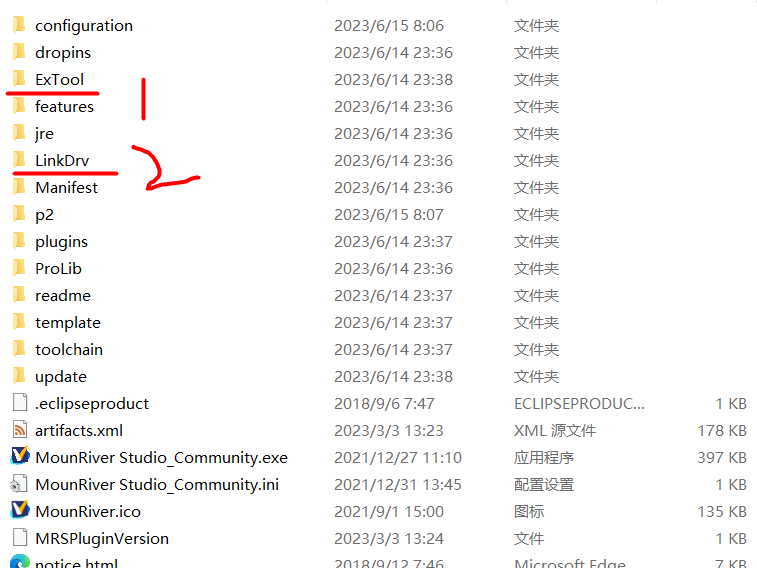 configuration 2023/6/15 8:06 文件夹
dropins 2023/6/14 23:36 文件夹
ExTool 2023/6/14 23:38 文件夹
1
features 2023/6/14 23:36 文件夹
jre 2023/6/14 23:36 文件夹
LinkDrv 2023/6/14 23:36 文件夹
2
Manifest 2023/6/14 23:36 文件夹
p2 2023/6/15 8:07 文件夹
plugins 2023/6/14 23:37 文件夹
ProLib 2023/6/14 23:36 文件夹
readme 2023/6/14 23:37 文件夹
template 2023/6/14 23:37 文件夹
toolchain 2023/6/14 23:37 文件夹
update 2023/6/14 23:38 文件夹
.eclipseproduct 2018/9/6 7:47 ECLIPSEPRODUC... 1 KB
artifacts.xml 2023/3/3 13:23 XML 源文件 178 KB
MounRiver Studio_Community.exe 2021/12/27 11:10 应用程序 397 KB
MounRiver Studio_Community.ini 2021/12/31 13:45 配置设置 1 KB
MounRiver.ico 2021/9/1 15:00 图标 135 KB
MRSPluginVersion 2023/3/3 13:24 文件 1 KB
notice.html 2018/9/12 7:46 Microsoft Edge 7 KB